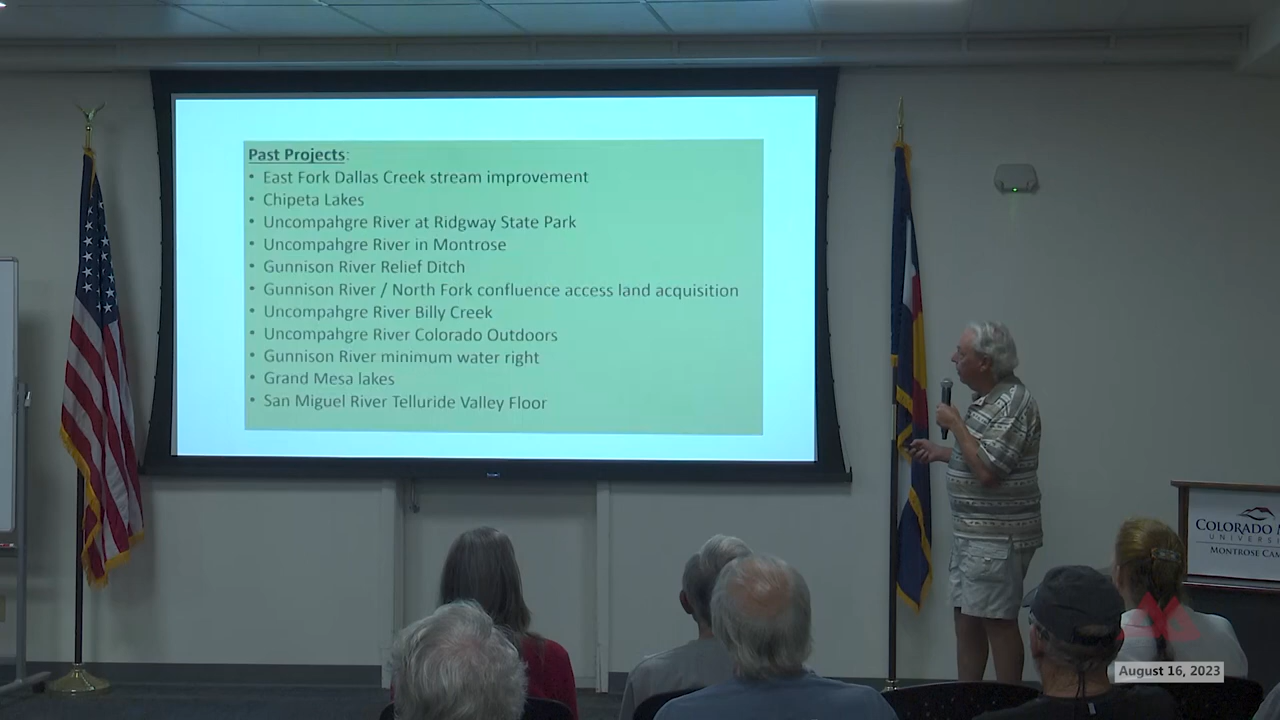 Past Projects:
• East Fork Dallas Creek stream improvement
• Chipeta Lakes
• Uncompahgre River at Ridgway State Park
• Uncompahgre River in Montrose
• Gunnison River Relief Ditch
• Gunnison River / North Fork confluence access land acquisition
• Uncompahgre River Billy Creek
• Uncompahgre River Colorado Outdoors
• Gunnison River minimum water right
• Grand Mesa lakes
• San Miguel River Telluride Valley Floor
COLORADO
MONTROSE
August 16, 2023